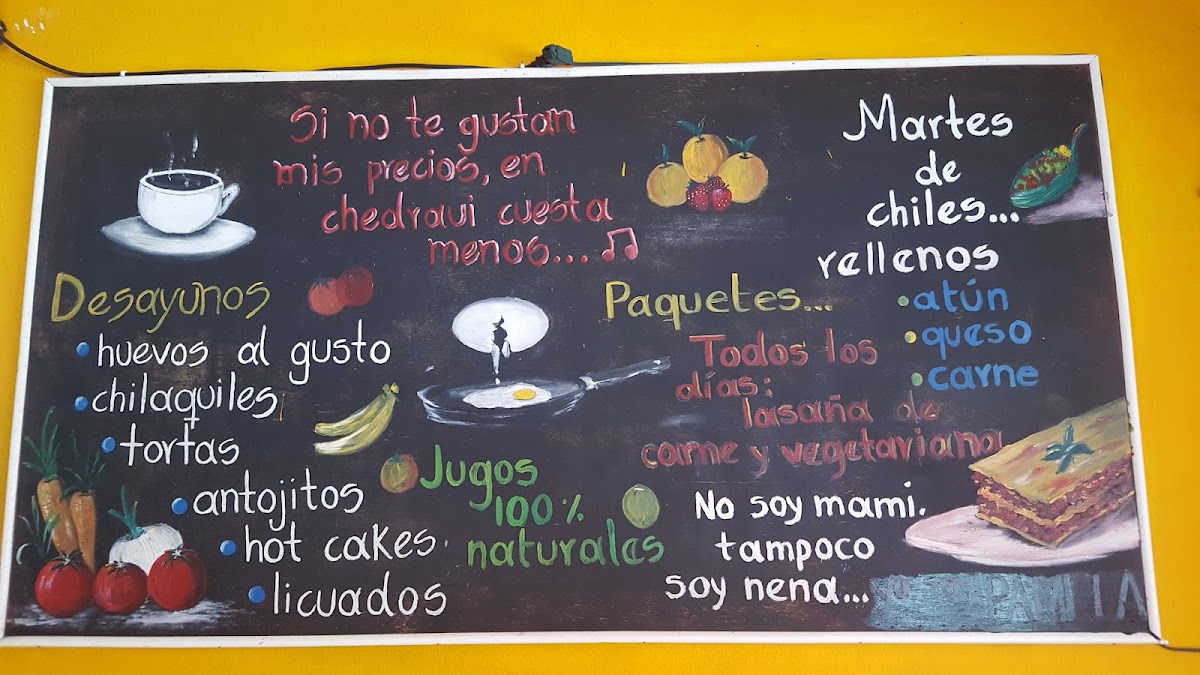 Si no te gustan
mis precios, en
chedraui cuesta
menos...
Martes
de
chiles...
rellenos
• atún
• queso
• carne
Desayunos
• huevos al gusto
• chilaquiles
• tortas
• antojitos
• hot cakes.
• licuados
Jugos
100%
naturales
Paquetes...
Todos los
días:
lasaña de
carne y vegetariana
No soy mami.
tampoco
soy nena...